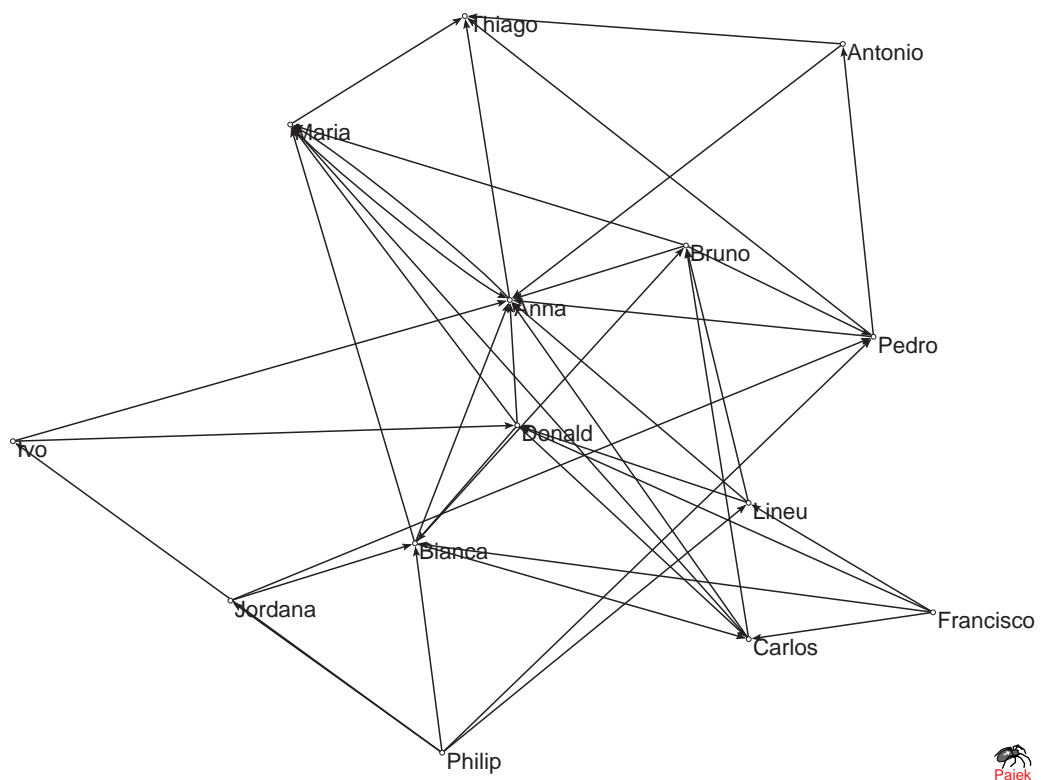 Thiago
Antonio
Maria
Bruno
Anna
Pedro
Donald
Ivo
Lineu
Bianca
Jordana
Francisco
Carlos
Philip
Pajek